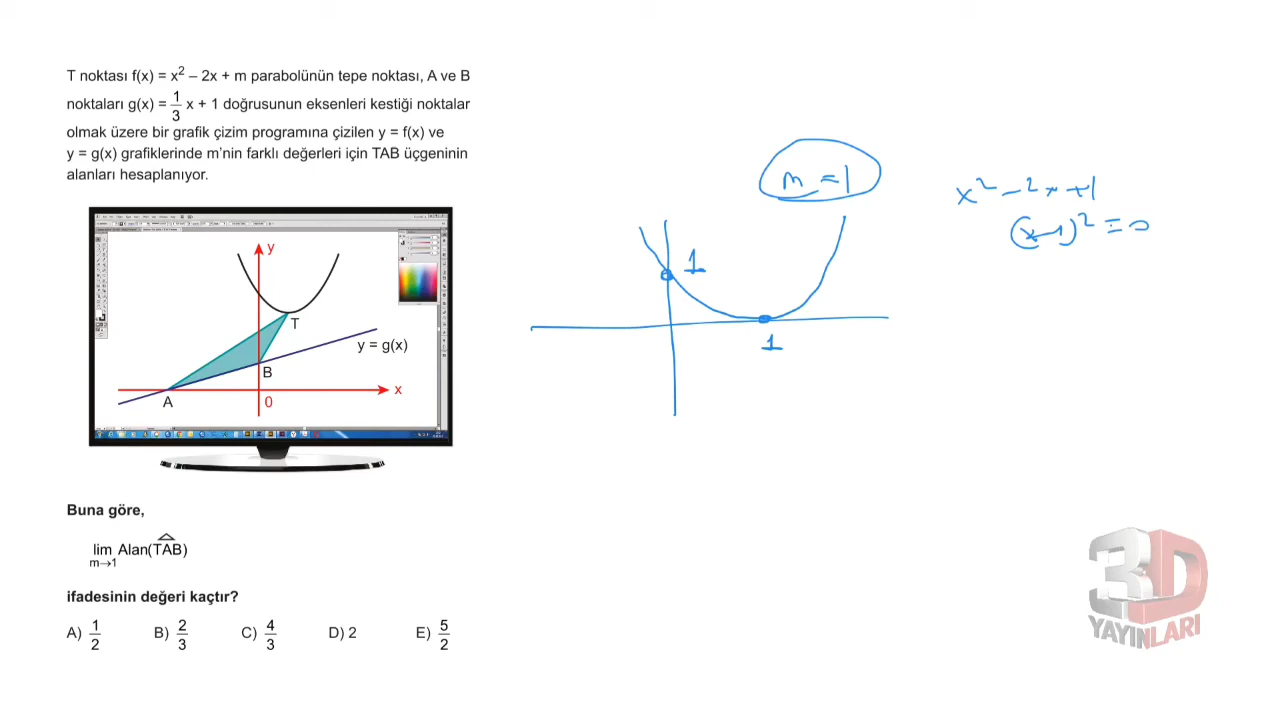 T noktası f(x) = x² – 2x + m parabolünün tepe noktası, A ve B
noktaları g(x) = 1/3 x + 1 doğrusunun eksenleri kestiği noktalar
olmak üzere bir grafik çizim programına çizilen y = f(x) ve
y = g(x) grafiklerinde m'nin farklı değerleri için TAB üçgeninin
alanları hesaplanıyor.
y
T
y = g(x)
B
x
A
0
Buna göre,
lim Alan(TAB)
m→1
ifadesinin değeri kaçtır?
A) 1/2 B) 2/3 C) 4/3 D) 2 E) 5/2
m = 1
x² – 2x + 1
(x–1)² = 0
1
1
3D
YAYINLARI